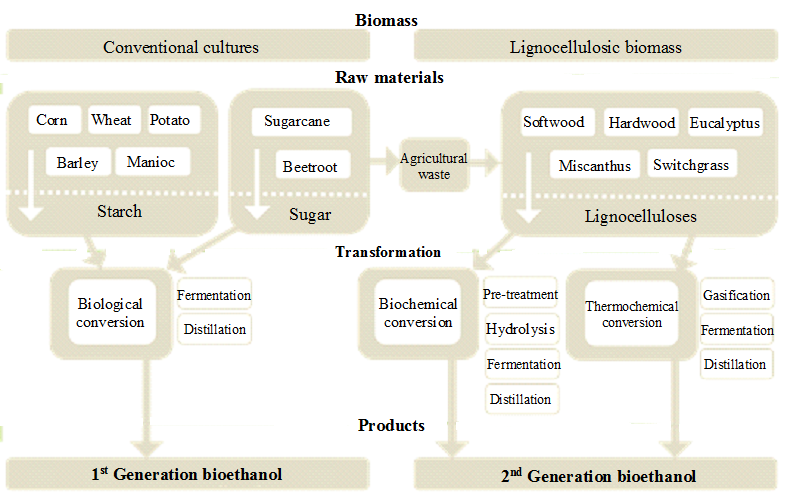 Biomass
Conventional cultures
Lignocellulosic biomass
Raw materials
Corn
Wheat
Potato
Barley
Manioc
Starch
Sugarcane
Beetroot
Sugar
Agricultural
waste
Softwood
Hardwood
Eucalyptus
Miscanthus
Switchgrass
Lignocelluloses
Transformation
Biological
conversion
Fermentation
Distillation
Biochemical
conversion
Pre-treatment
Hydrolysis
Fermentation
Distillation
Thermochemical
conversion
Gasification
Fermentation
Distillation
Products
1st Generation bioethanol
2nd Generation bioethanol